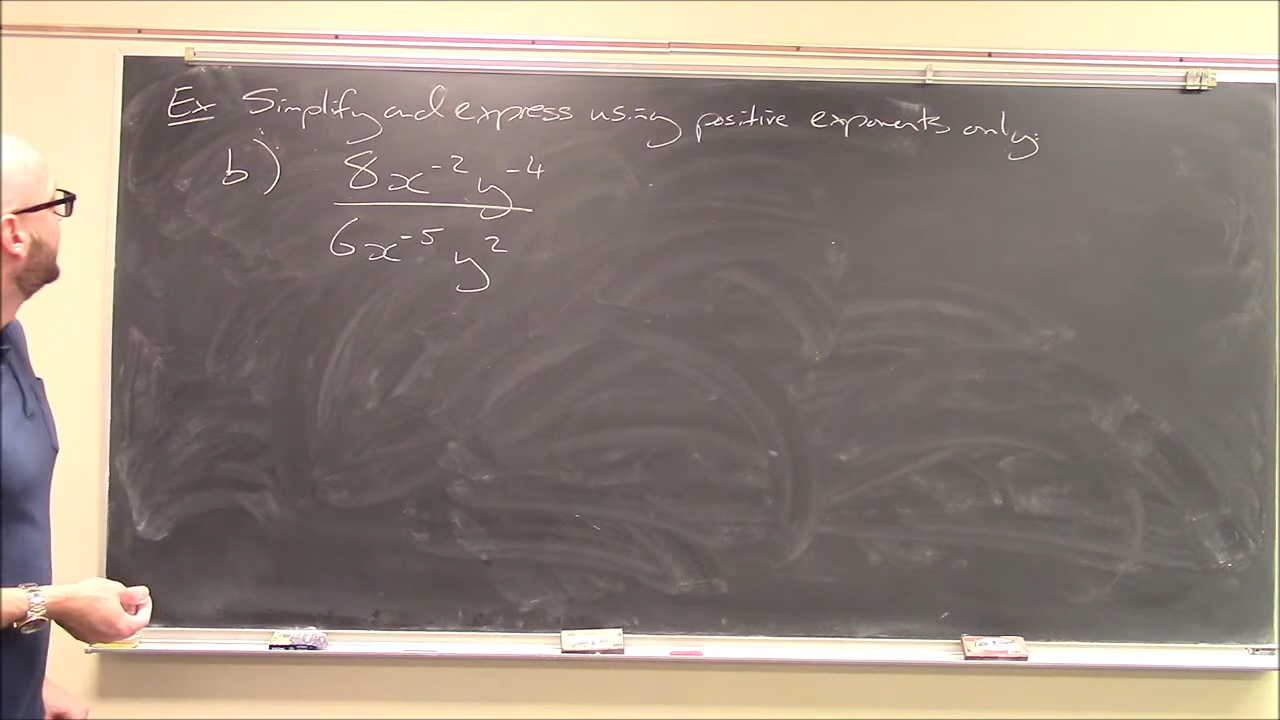 Ex Simplify and express using positive exponents only:
b) 8x⁻²y⁻⁴
6x⁻⁵y²